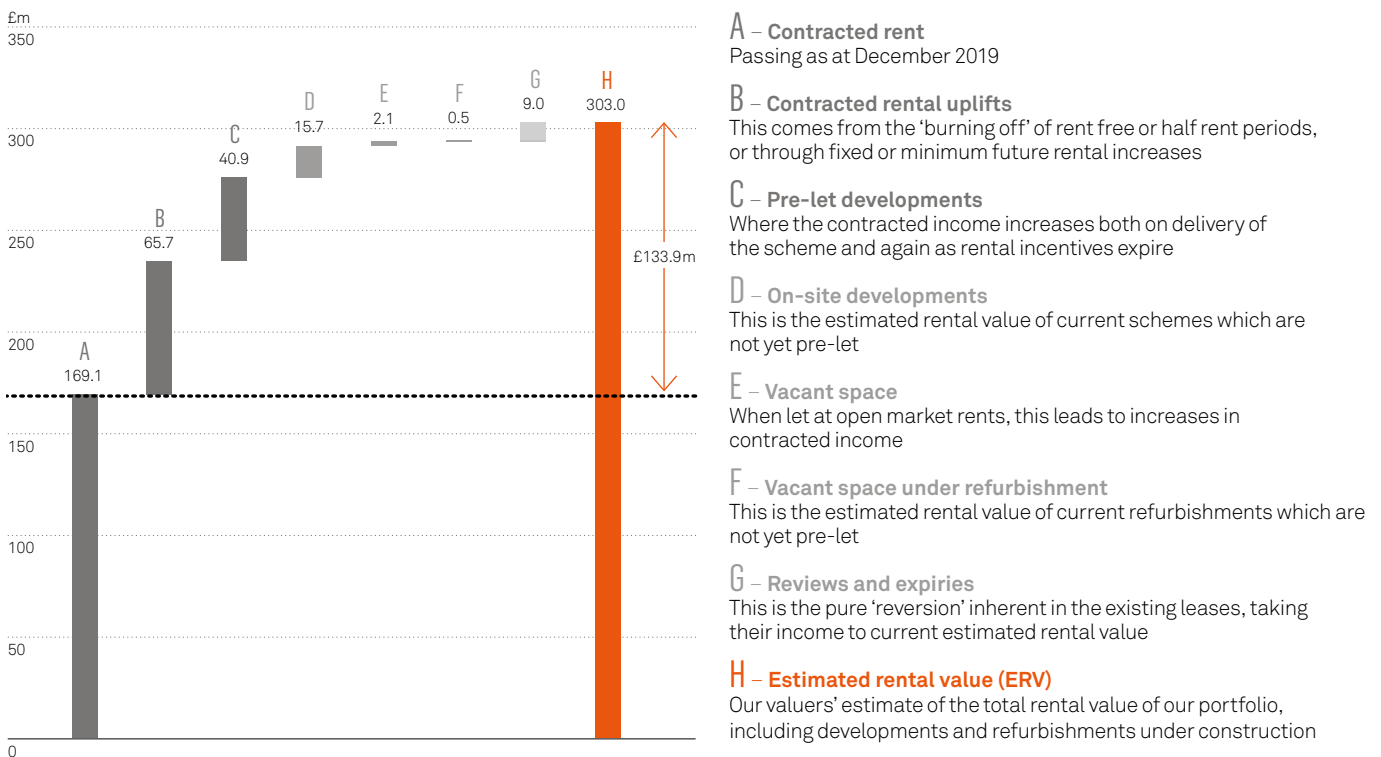 £m
350
300
250
200
150
100
50
0
A
169.1
B
65.7
C
40.9
D
15.7
E
2.1
F
0.5
G
9.0
H
303.0
£133.9m
A – Contracted rent
Passing as at December 2019
B – Contracted rental uplifts
This comes from the ‘burning off’ of rent free or half rent periods,
or through fixed or minimum future rental increases
C – Pre-let developments
Where the contracted income increases both on delivery of
the scheme and again as rental incentives expire
D – On-site developments
This is the estimated rental value of current schemes which are
not yet pre-let
E – Vacant space
When let at open market rents, this leads to increases in
contracted income
F – Vacant space under refurbishment
This is the estimated rental value of current refurbishments which are
not yet pre-let
G – Reviews and expiries
This is the pure ‘reversion’ inherent in the existing leases, taking
their income to current estimated rental value
H – Estimated rental value (ERV)
Our valuers’ estimate of the total rental value of our portfolio,
including developments and refurbishments under construction